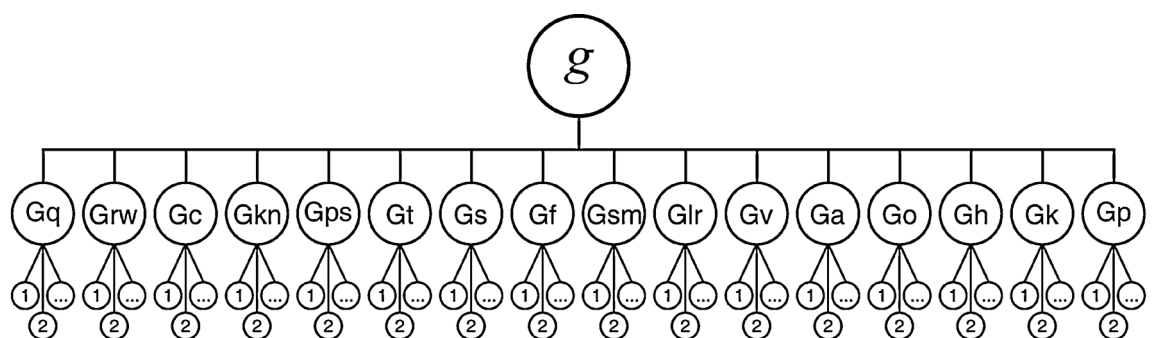 g
Gq Grw Gc Gkn Gps Gt Gs Gf Gsm Glr Gv Ga Go Gh Gk Gp
1 ... 1 ... 1 ... 1 ... 1 ... 1 ... 1 ... 1 ... 1 ... 1 ... 1 ... 1 ... 1 ... 1 ... 1 ... 1 ...
2 2 2 2 2 2 2 2 2 2 2 2 2 2 2 2